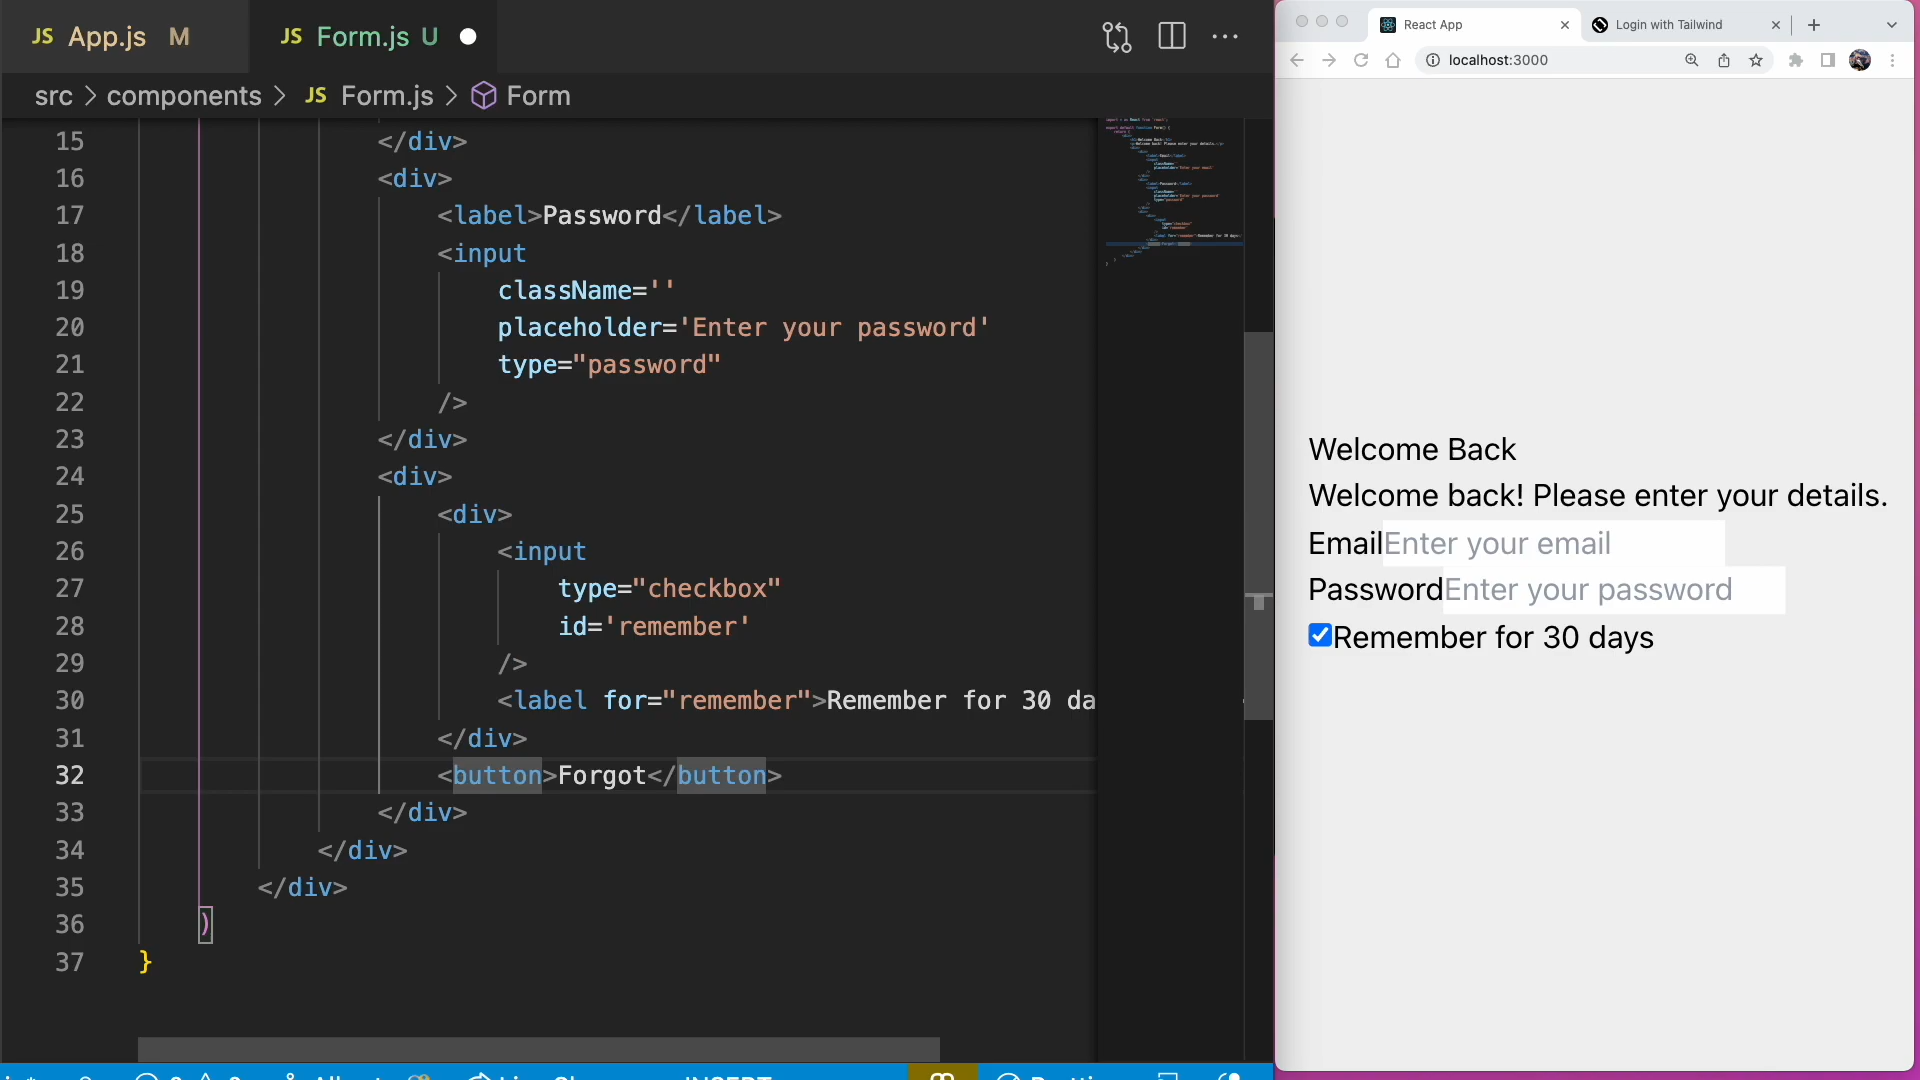 JS App.js M
JS Form.js U
src > components > JS Form.js > Form
15 </div>
16 <div>
17 <label>Password</label>
18 <input
19 className=''
20 placeholder='Enter your password'
21 type="password"
22 />
23 </div>
24 <div>
25 <div>
26 <input
27 type="checkbox"
28 id='remember'
29 />
30 <label for="remember">Remember for 30 da
31 </div>
32 <button>Forgot</button>
33 </div>
34 </div>
35 </div>
36 )
37 }
React App
Login with Tailwind
localhost:3000
Welcome Back
Welcome back! Please enter your details.
Email Enter your email
Password Enter your password
Remember for 30 days